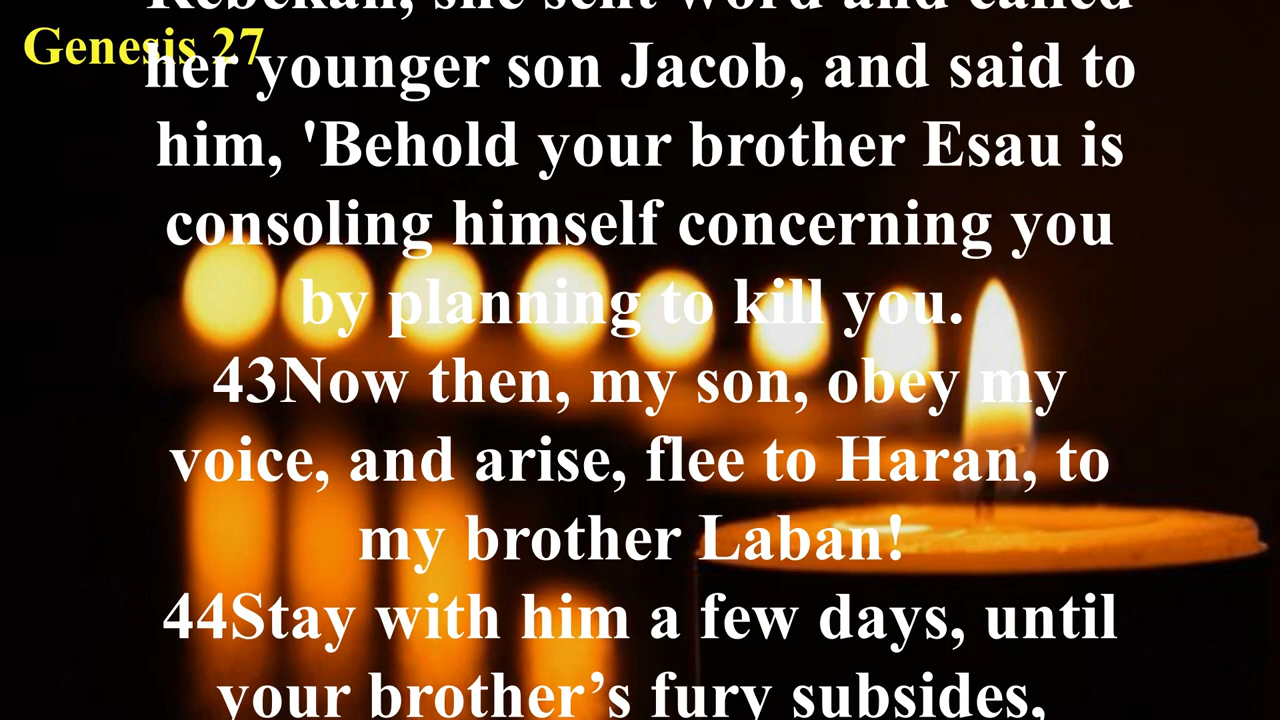 Genesis 27
Rebekah, she sent word and called
her younger son Jacob, and said to
him, 'Behold your brother Esau is
consoling himself concerning you
by planning to kill you.
43Now then, my son, obey my
voice, and arise, flee to Haran, to
my brother Laban!
44Stay with him a few days, until
your brother’s fury subsides,